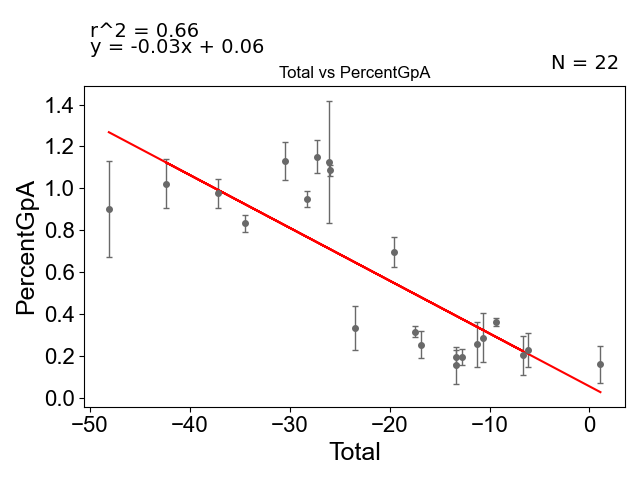 r^2 = 0.66
y = -0.03x + 0.06
N = 22
Total vs PercentGpA
PercentGpA
1.4
1.2
1.0
0.8
0.6
0.4
0.2
0.0
−50 −40 −30 −20 −10 0
Total